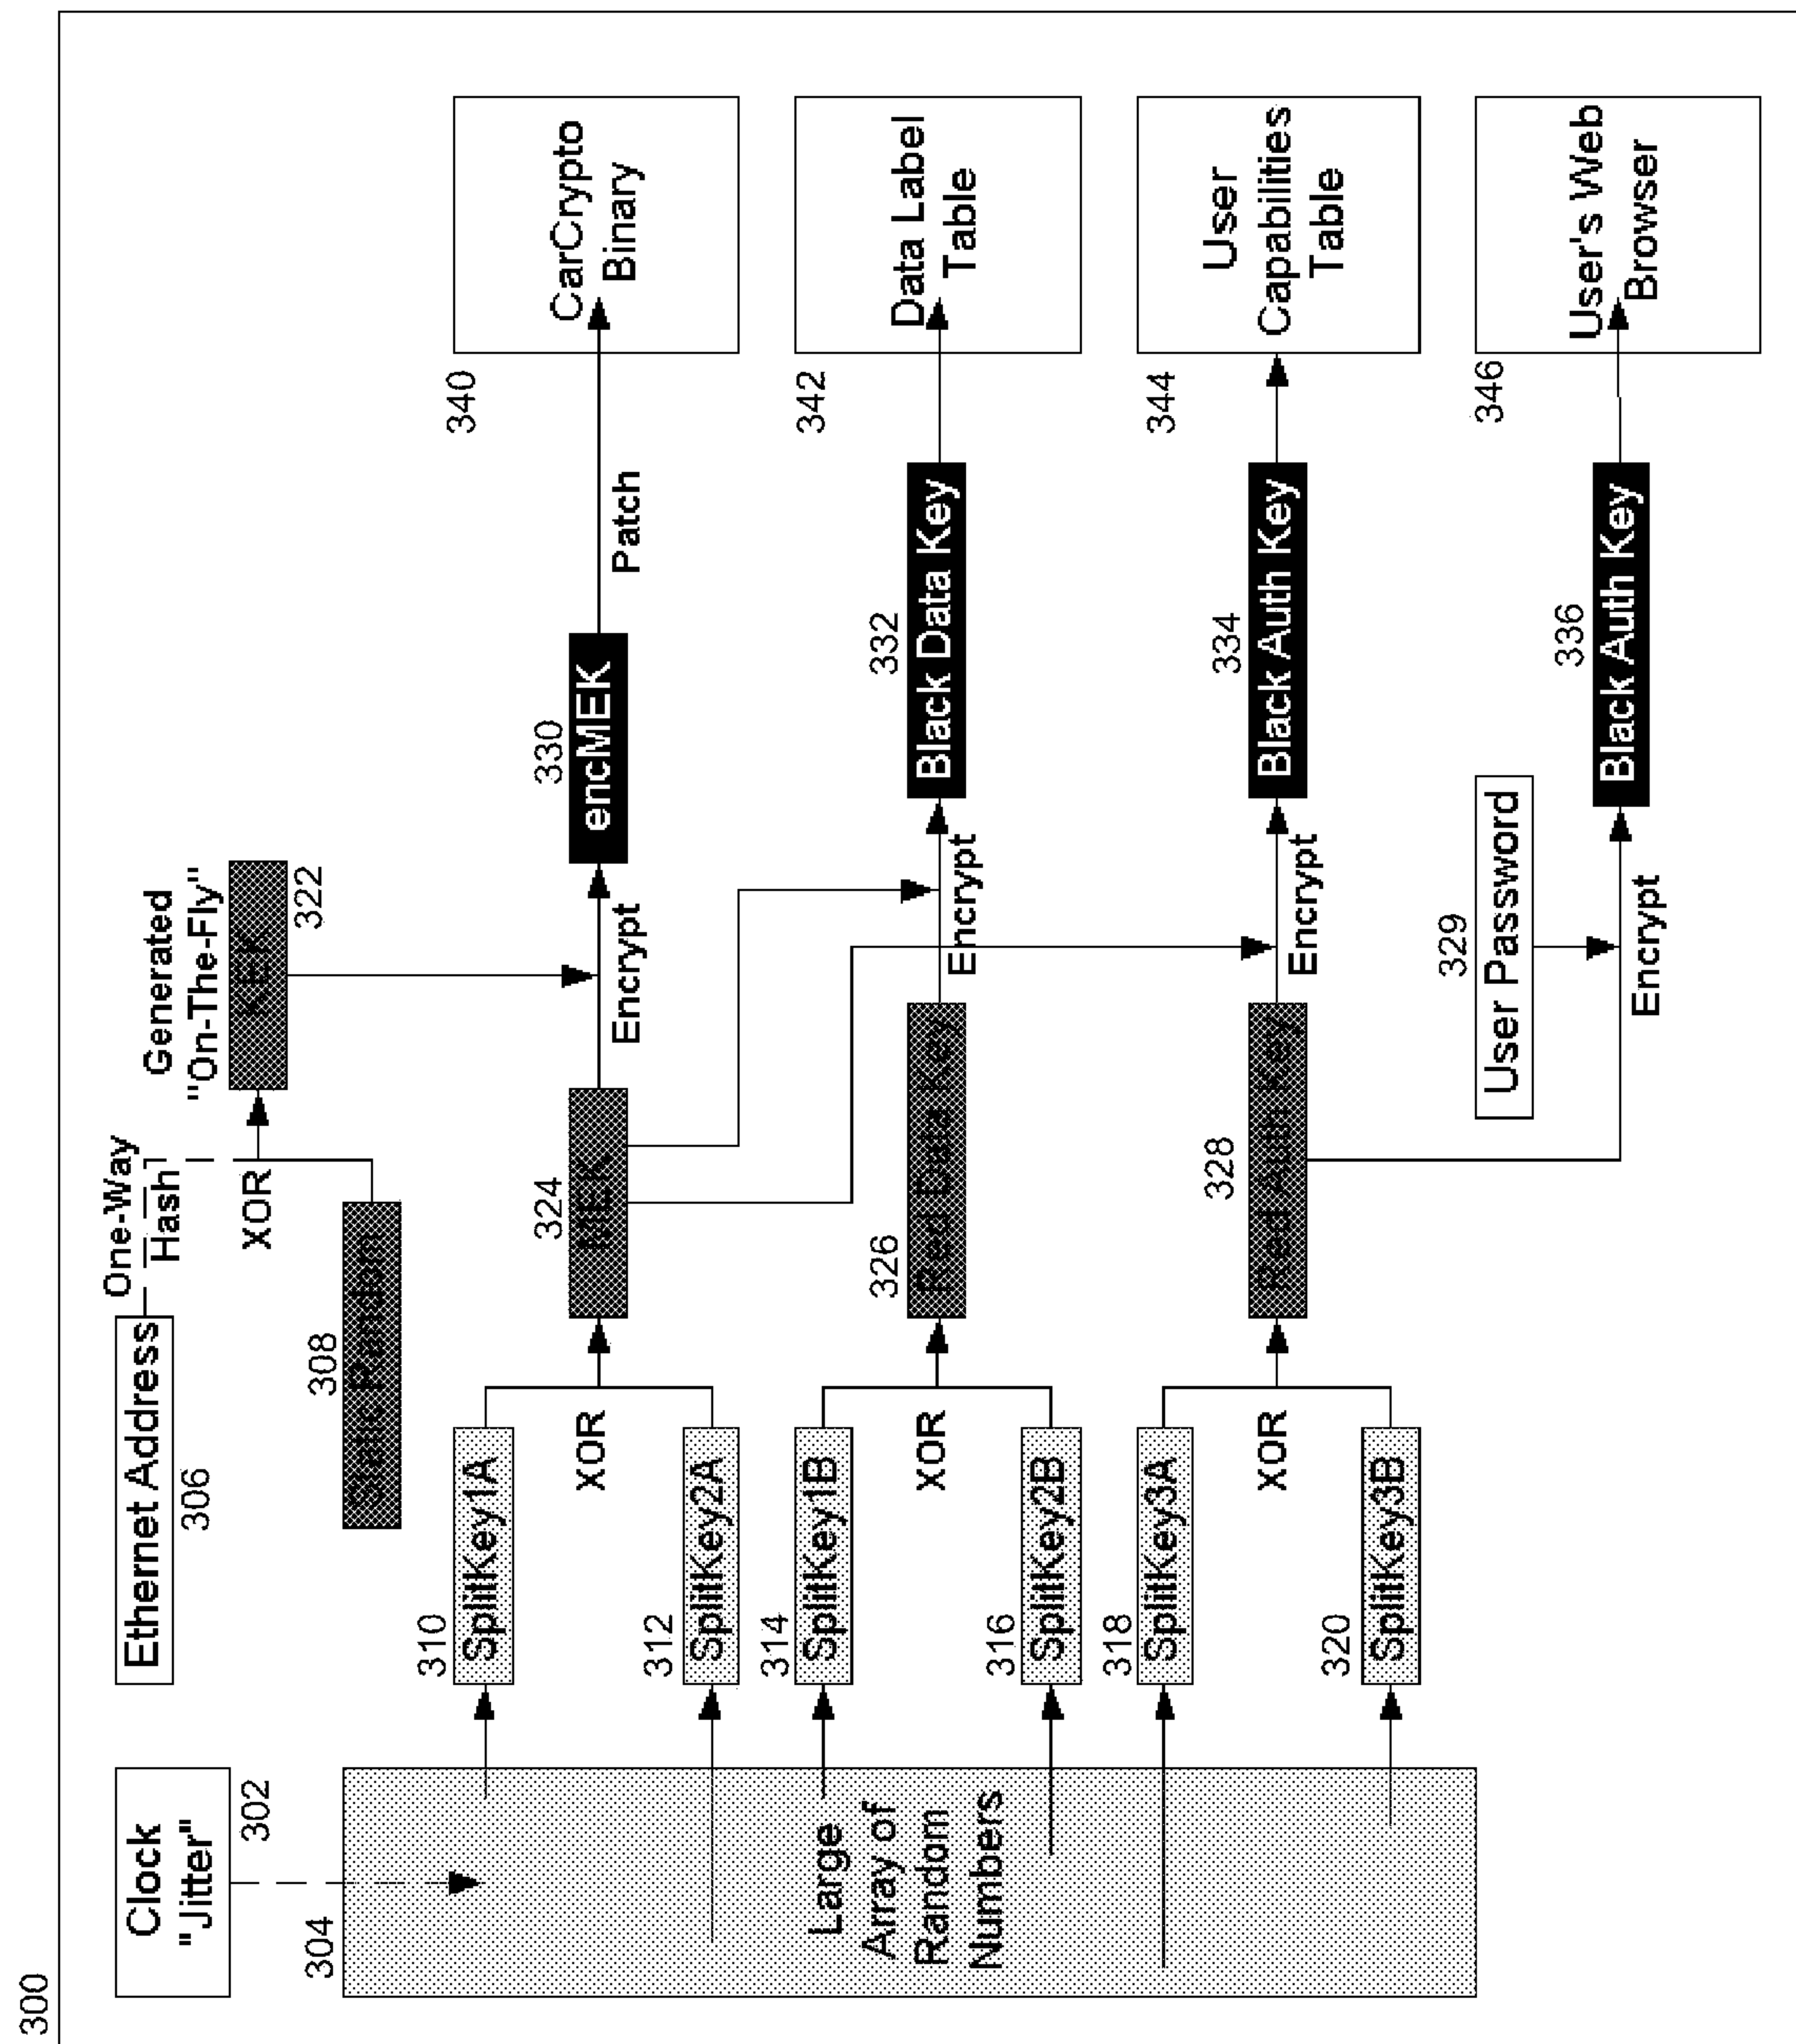 300
Clock
"Jitter"
302
304
Large
Array of
Random
Numbers
Ethernet Address
306
One-Way
Hash
308
Static Random
XOR
Generated
"On-The-Fly"
KEK
322
310
SplitKey1A
XOR
312
SplitKey2A
324
MEK
Encrypt
330
encMEK
Patch
340
CarCrypto
Binary
314
SplitKey1B
XOR
316
SplitKey2B
326
Red Data Key
Encrypt
332
Black Data Key
342
Data Label
Table
318
SplitKey3A
XOR
320
SplitKey3B
328
Red Auth Key
Encrypt
334
Black Auth Key
344
User
Capabilities
Table
329
User Password
Encrypt
336
Black Auth Key
346
User's Web
Browser